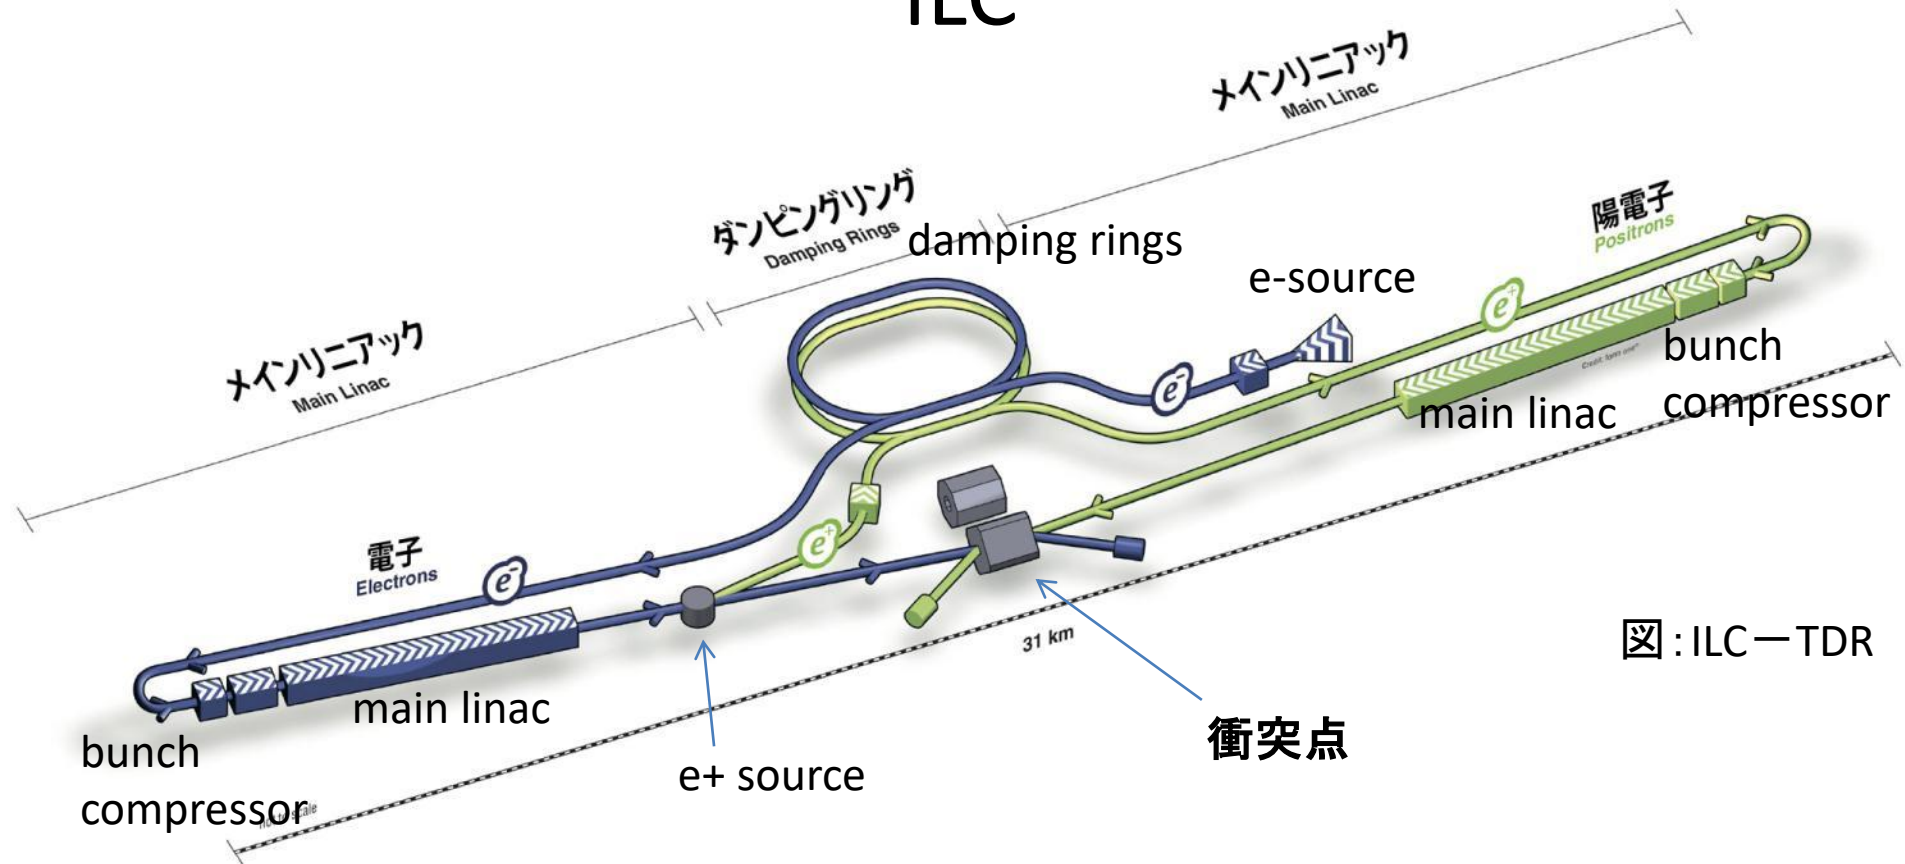 ILC
メインリニアック
Main Linac
ダンピングリング
Damping Rings
damping rings
陽電子
Positrons
e-source
e⁺
メインリニアック
Main Linac
bunch
compressor
e⁻
main linac
電子
Electrons
e⁻
e⁺
31 km
図：ILCーTDR
main linac
衝突点
bunch
compressor
e+ source
not to scale